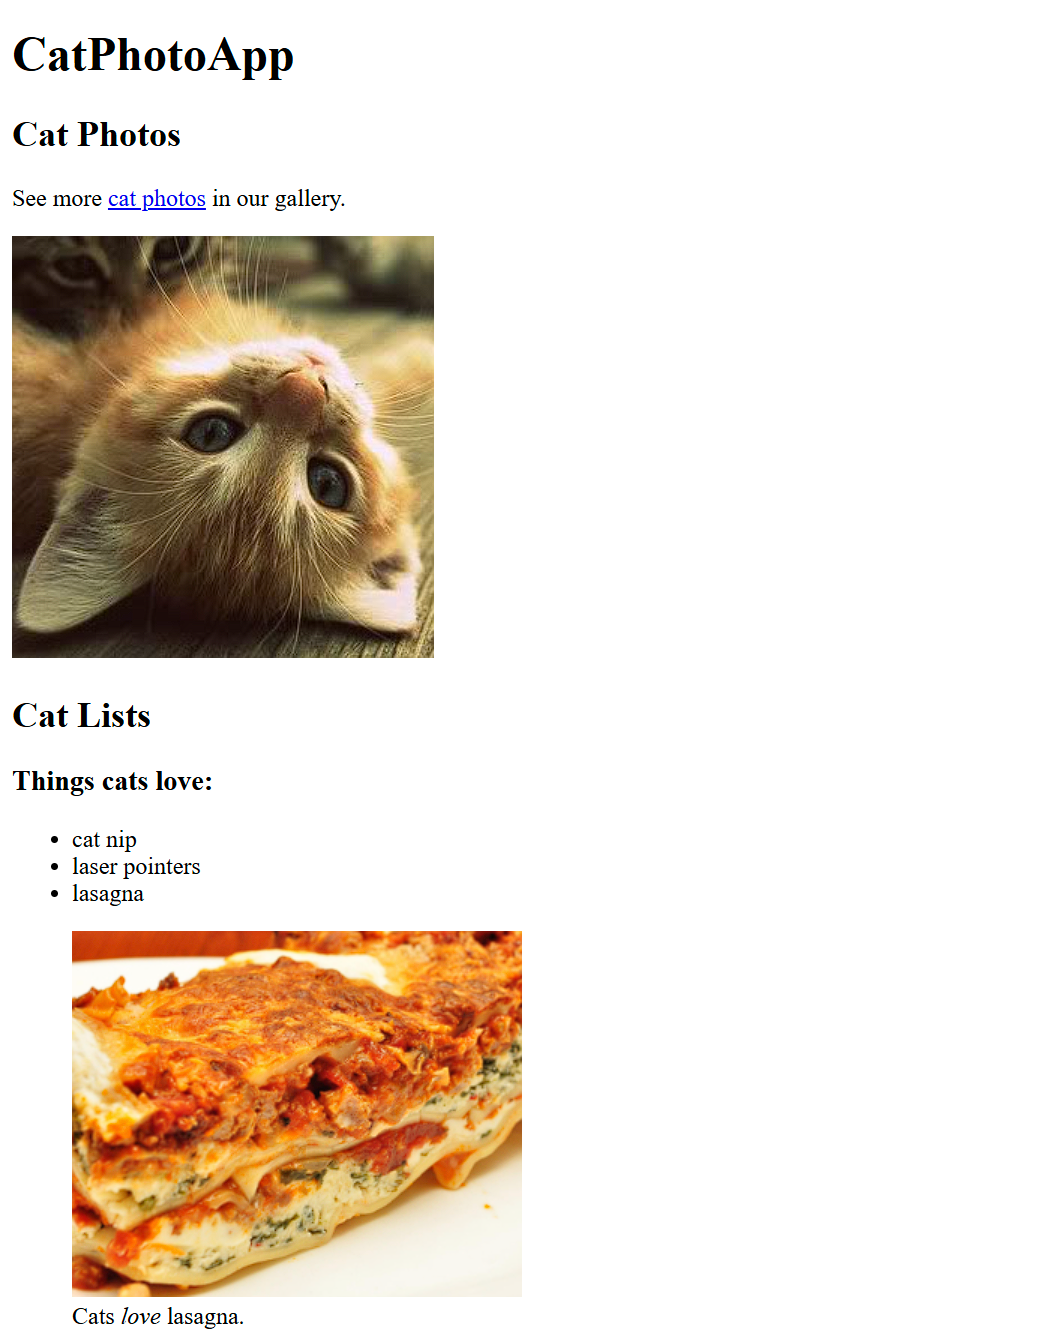 CatPhotoApp
Cat Photos
See more cat photos in our gallery.
Cat Lists
Things cats love:
cat nip
laser pointers
lasagna
Cats love lasagna.